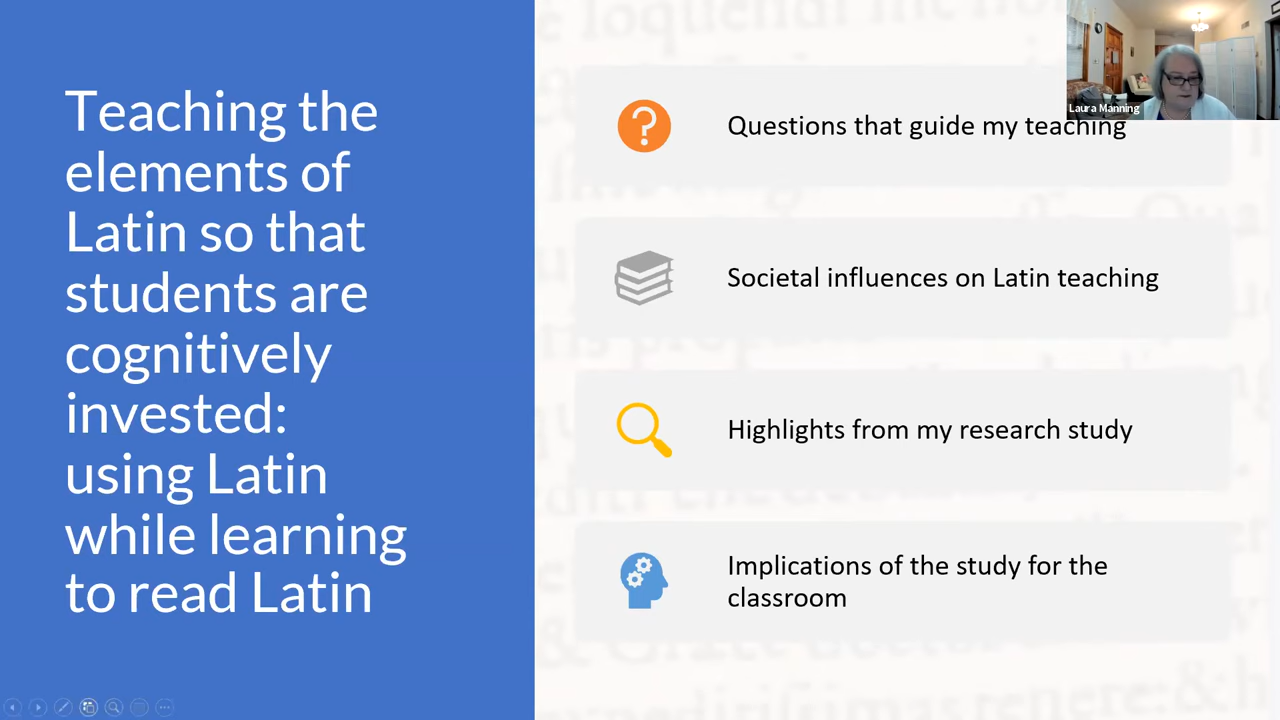 Teaching the
elements of
Latin so that
students are
cognitively
invested:
using Latin
while learning
to read Latin
Laura Manning
Questions that guide my teaching
Societal influences on Latin teaching
Highlights from my research study
Implications of the study for the
classroom